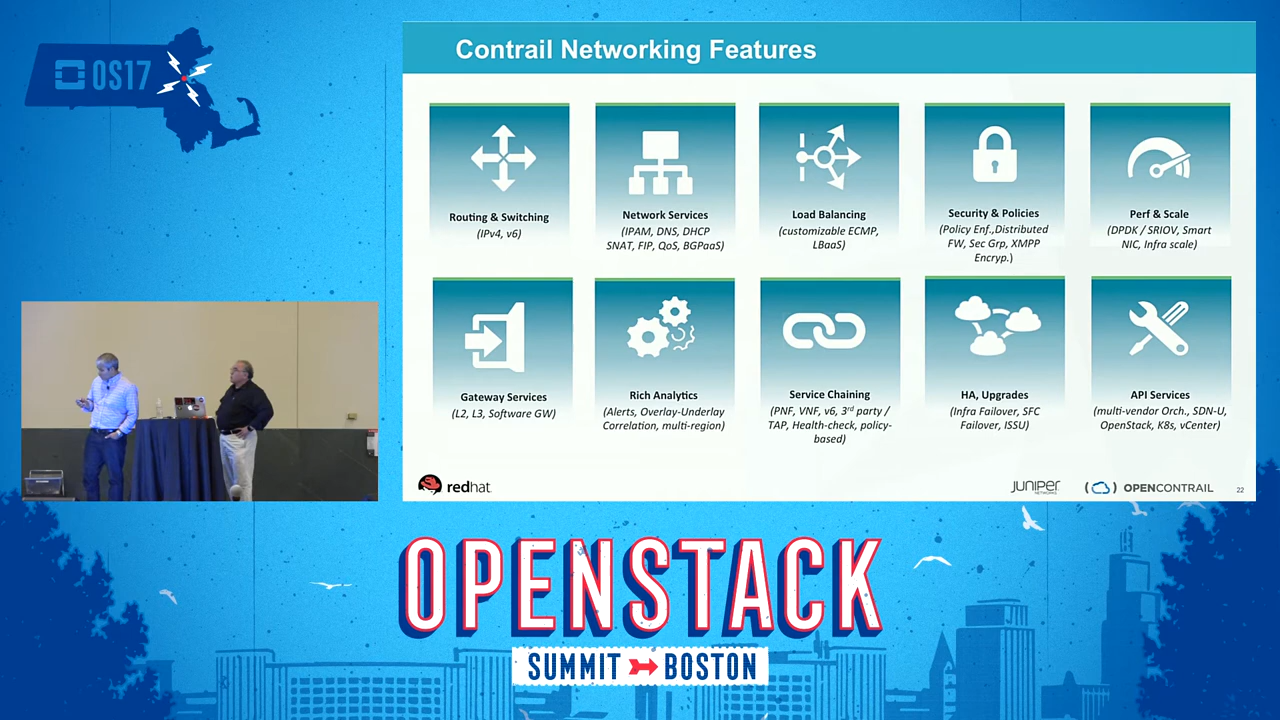 OS17
Contrail Networking Features
Routing & Switching
(IPv4, v6)
Network Services
(IPAM, DNS, DHCP
SNAT, FIP, QoS, BGPaaS)
Load Balancing
(customizable ECMP,
LBaaS)
Security & Policies
(Policy Enf.,Distributed
FW, Sec Grp, XMPP
Encryp.)
Perf & Scale
(DPDK / SRIOV, Smart
NIC, Infra scale)
Gateway Services
(L2, L3, Software GW)
Rich Analytics
(Alerts, Overlay-Underlay
Correlation, multi-region)
Service Chaining
(PNF, VNF, v6, 3rd party /
TAP, Health-check, policy-
based)
HA, Upgrades
(Infra Failover, SFC
Failover, ISSU)
API Services
(multi-vendor Orch., SDN-U,
OpenStack, K8s, vCenter)
redhat
JUNIPER
NETWORKS
OPENCONTRAIL
22
OPENSTACK
SUMMIT BOSTON